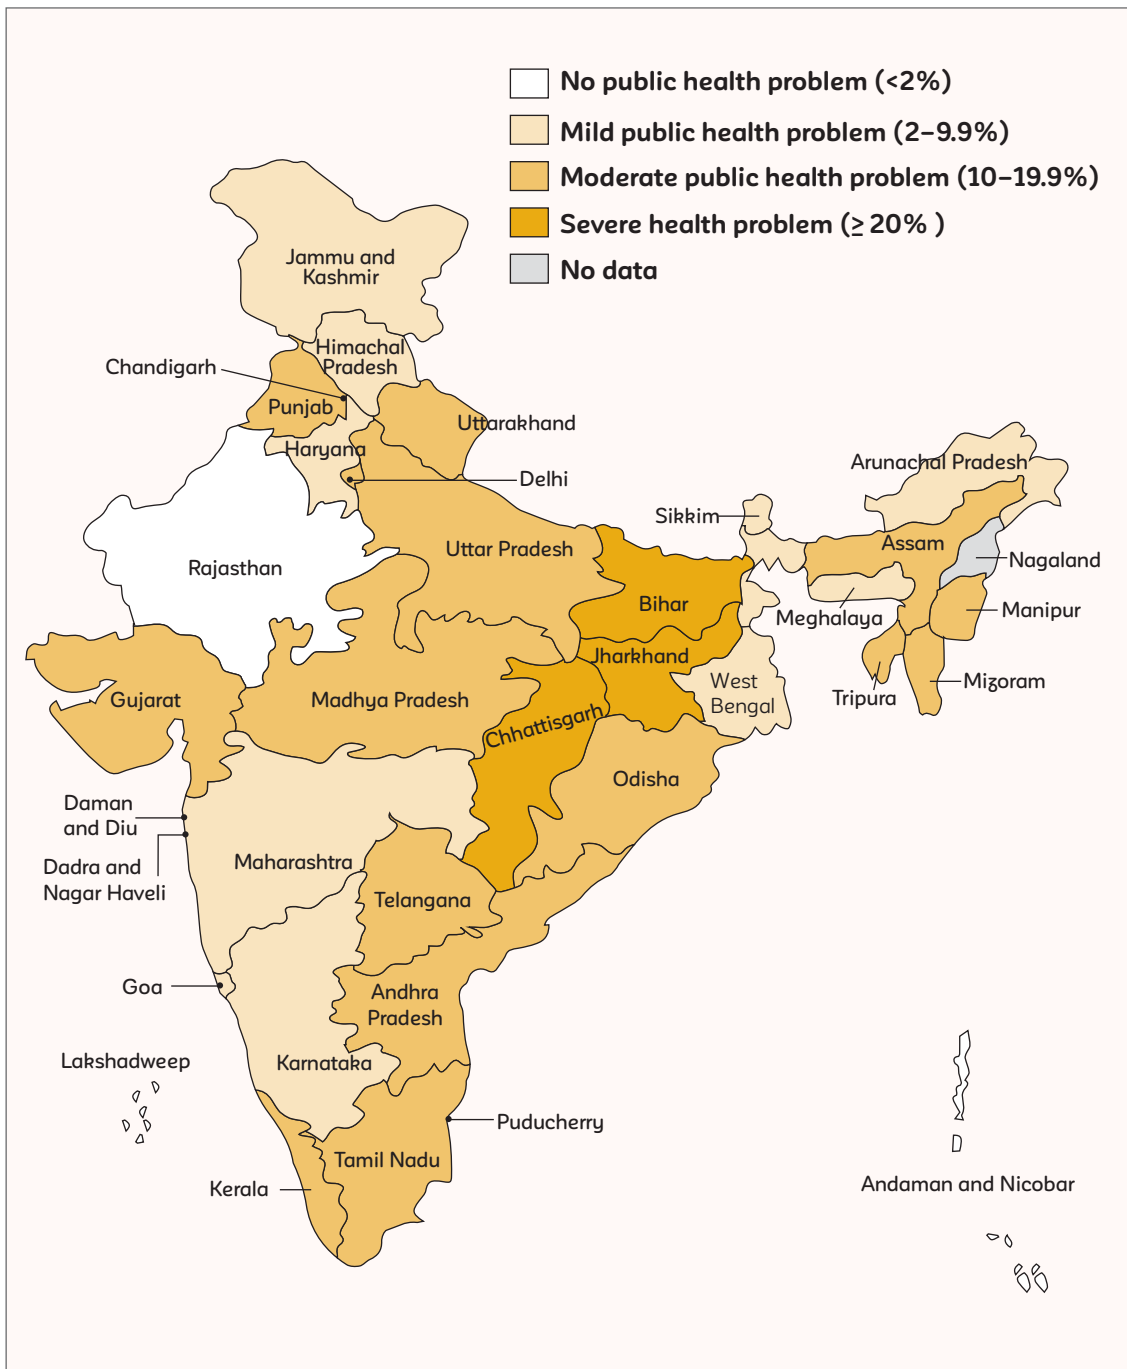 No public health problem (<2%)
Mild public health problem (2–9.9%)
Moderate public health problem (10–19.9%)
Severe health problem (≥ 20% )
No data
Jammu and
Kashmir
Himachal
Pradesh
Chandigarh
Punjab
Uttarakhand
Haryana
Delhi
Arunachal Pradesh
Sikkim
Assam
Uttar Pradesh
Nagaland
Rajasthan
Bihar
Meghalaya
Manipur
Jharkhand
West
Bengal
Mizoram
Tripura
Gujarat
Madhya Pradesh
Chhattisgarh
Odisha
Daman
and Diu
Dadra and
Nagar Haveli
Maharashtra
Telangana
Goa
Andhra
Pradesh
Lakshadweep
Karnataka
Puducherry
Tamil Nadu
Kerala
Andaman and Nicobar